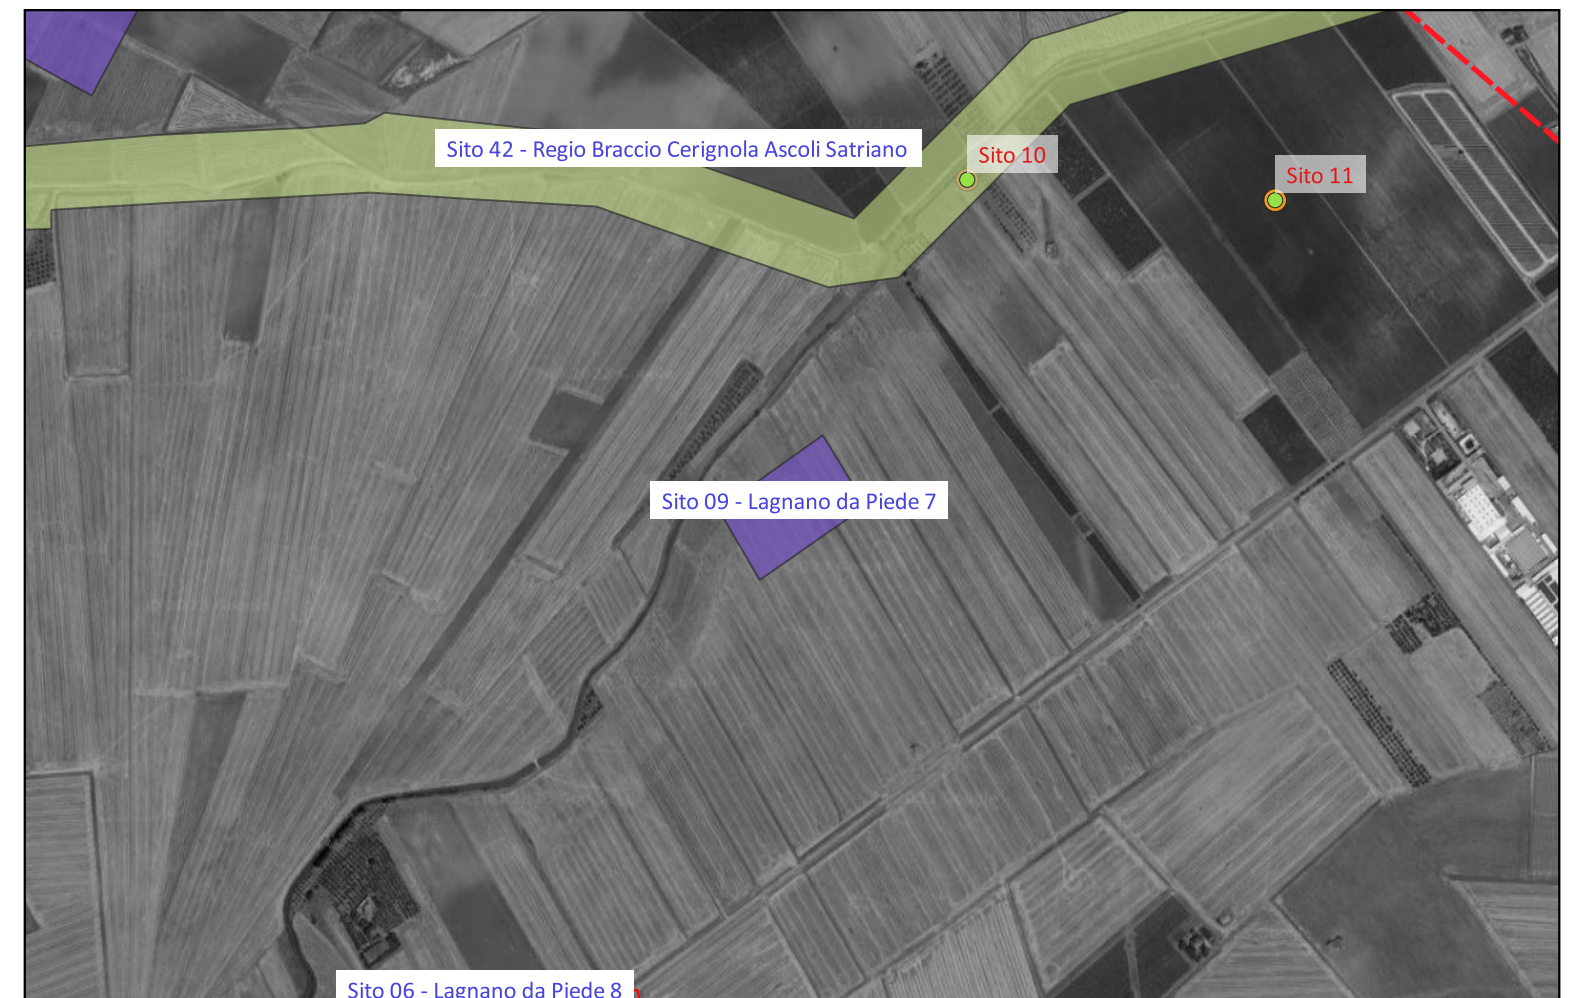 Sito 42 - Regio Braccio Cerignola Ascoli Satriano
Sito 10
Sito 11
Sito 09 - Lagnano da Piede 7
Sito 06 - Lagnano da Piede 8